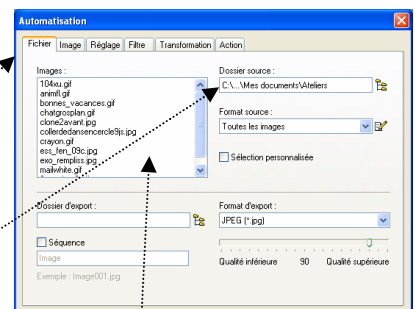 Automatisation
Fichier Image Réglage Filtre Transformation Action
Images :
104xu.gif
animfl.gif
bonnes_vacances.gif
chatgrosplan.gif
clone2avant.jpg
collerdedansencercle9js.jpg
crayon.gif
ess_fen_09c.jpg
exo_rempliss.jpg
mailwhite.gif
Dossier source :
C:\...\Mes documents\Ateliers
Format source :
Toutes les images
Sélection personnalisée
Dossier d'export :
Format d'export :
JPEG (*.jpg)
Séquence
Image
Exemple : Image001.jpg
Qualité inférieure 90 Qualité supérieure